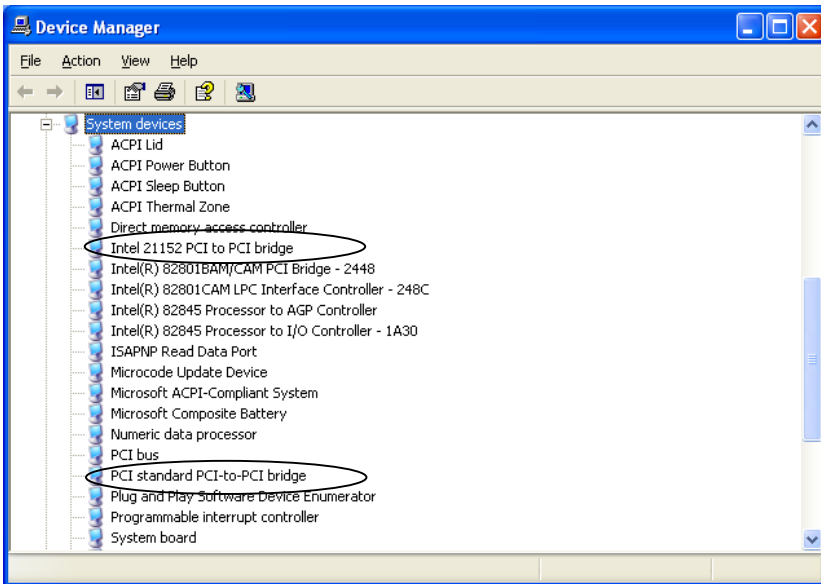 Device Manager
File Action View Help
System devices
ACPI Lid
ACPI Power Button
ACPI Sleep Button
ACPI Thermal Zone
Direct memory access controller
Intel 21152 PCI to PCI bridge
Intel(R) 82801BAM/CAM PCI Bridge - 2448
Intel(R) 82801CAM LPC Interface Controller - 248C
Intel(R) 82845 Processor to AGP Controller
Intel(R) 82845 Processor to I/O Controller - 1A30
ISAPNP Read Data Port
Microcode Update Device
Microsoft ACPI-Compliant System
Microsoft Composite Battery
Numeric data processor
PCI bus
PCI standard PCI-to-PCI bridge
Plug and Play Software Device Enumerator
Programmable interrupt controller
System board